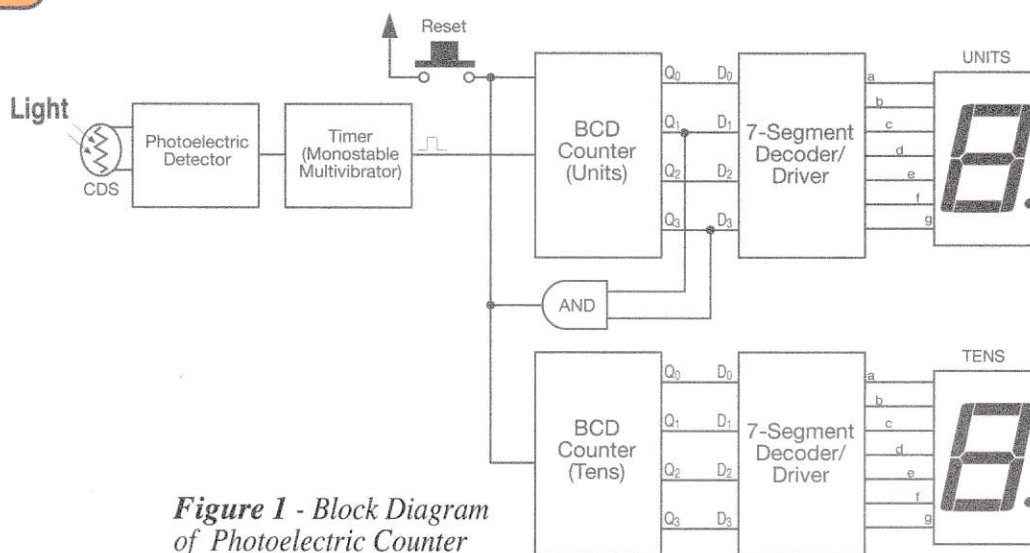 Reset
Light
CDS
Photoelectric
Detector
Timer
(Monostable
Multivibrator)
BCD
Counter
(Units)
Q0 D0
Q1 D1
Q2 D2
Q3 D3
7-Segment
Decoder/
Driver
a
b
c
d
e
f
g
UNITS
AND
BCD
Counter
(Tens)
Q0 D0
Q1 D1
Q2 D2
Q3 D3
7-Segment
Decoder/
Driver
a
b
c
d
e
f
g
TENS
Figure 1 - Block Diagram
of Photoelectric Counter